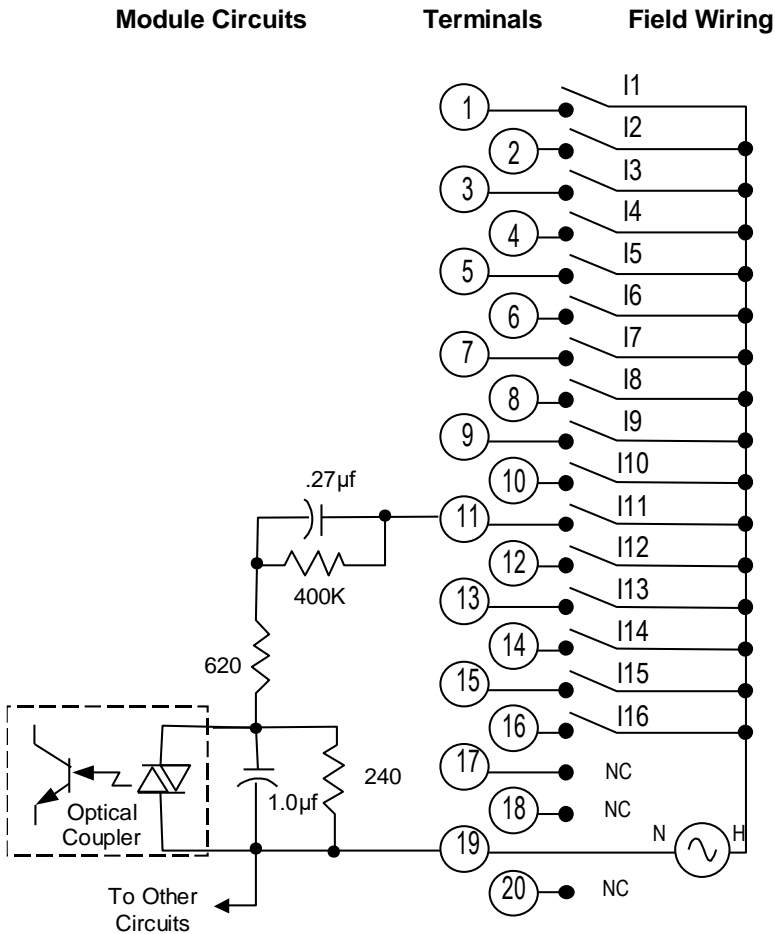 Module Circuits Terminals Field Wiring
1 I1
2 I2
3 I3
4 I4
5 I5
6 I6
7 I7
8 I8
9 I9
10 I10
.27µf
11 I11
400K
12 I12
13 I13
14 I14
620
15 I15
16 I16
17 NC
240
1.0µf
18 NC
Optical
Coupler
19 N H
20 NC
To Other
Circuits